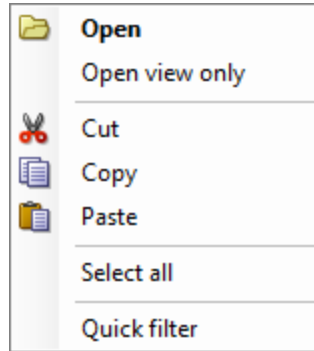 Open
Open view only
Cut
Copy
Paste
Select all
Quick filter